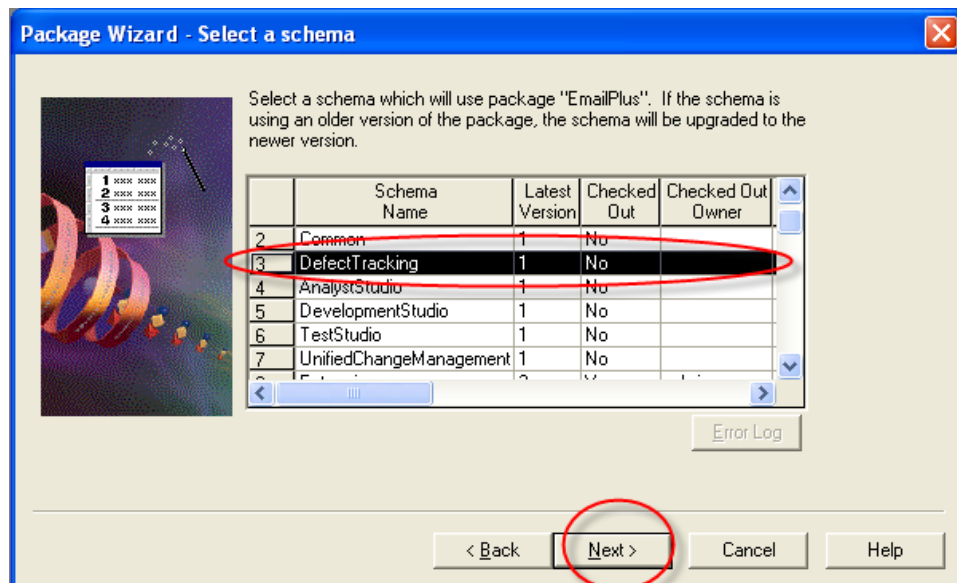 Package Wizard - Select a schema
Select a schema which will use package "EmailPlus". If the schema is
using an older version of the package, the schema will be upgraded to the
newer version.
1 xxx xxx
2 xxx xxx
3 xxx xxx
4 xxx xxx
Schema Name Latest Version Checked Out Checked Out Owner
2 Common 1 No
3 DefectTracking 1 No
4 AnalystStudio 1 No
5 DevelopmentStudio 1 No
6 TestStudio 1 No
7 UnifiedChangeManagement 1 No
Error Log
< Back Next > Cancel Help